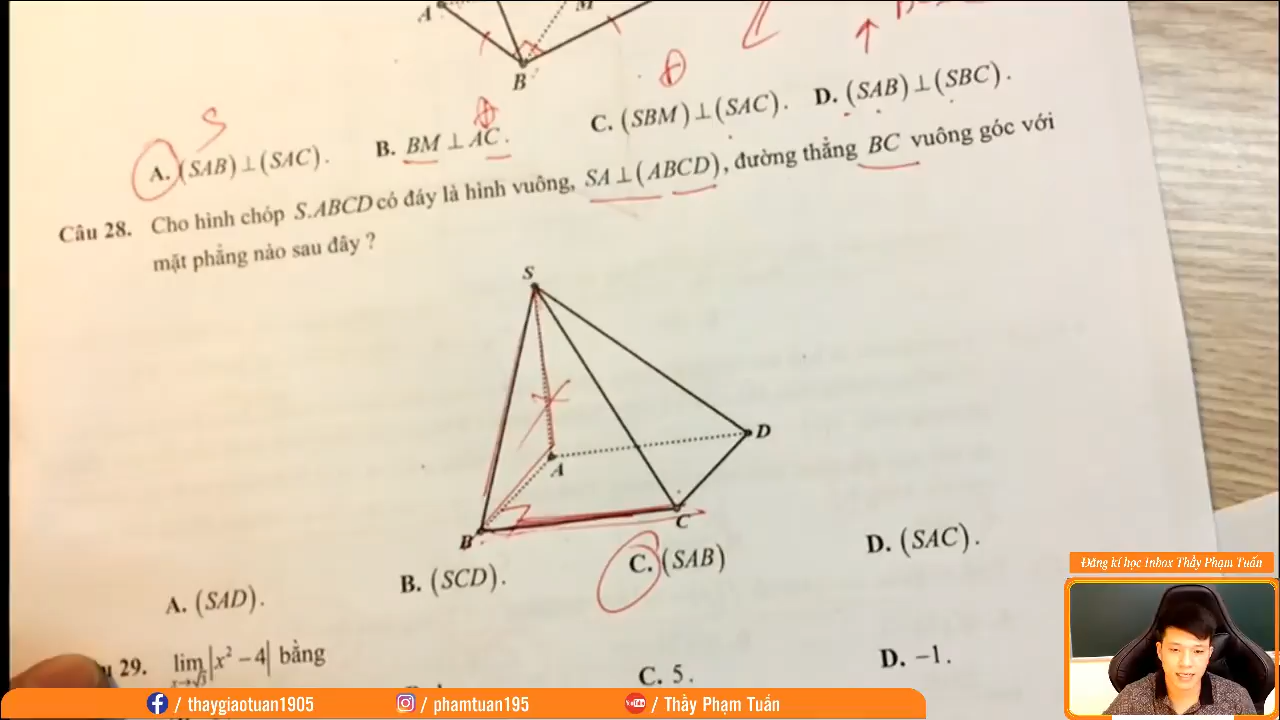 A
M
B
S
A. (SAB) ⊥ (SAC).
B. BM ⊥ AC.
C. (SBM) ⊥ (SAC).
D. (SAB) ⊥ (SBC).
Câu 28. Cho hình chóp S.ABCD có đáy là hình vuông, SA ⊥ (ABCD), đường thẳng BC vuông góc với
mặt phẳng nào sau đây ?
S
D
A
B
C
A. (SAD).
B. (SCD).
C. (SAB)
D. (SAC).
29. lim |x² − 4| bằng
C. 5.
D. −1.
Đăng kí học inbox Thầy Phạm Tuấn
/ thaygiaotuan1905
/ phamtuan195
/ Thầy Phạm Tuấn